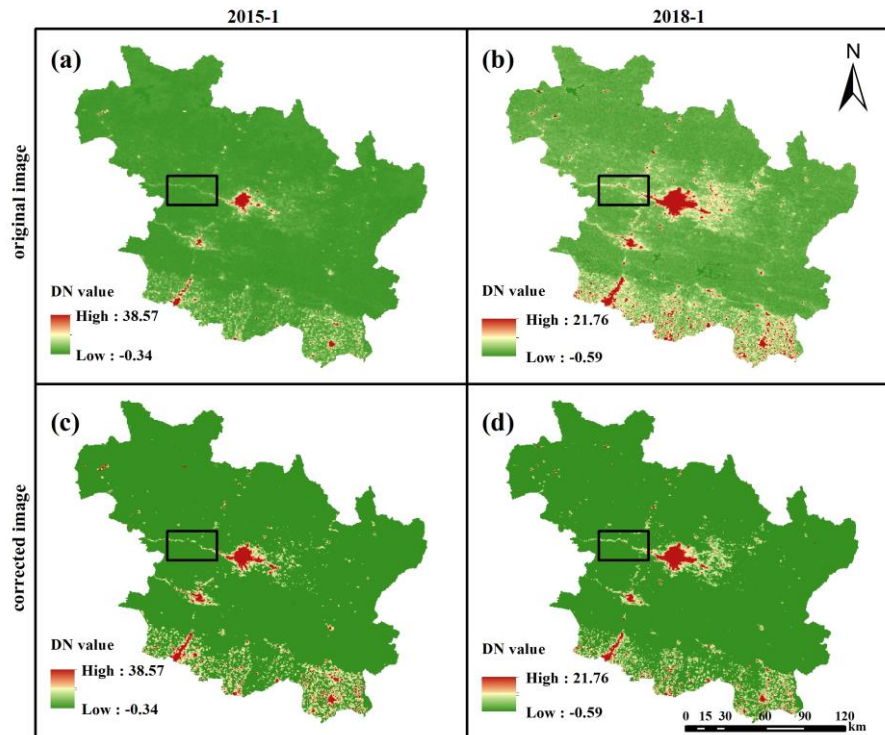 2015-1
2018-1
original image
(a)
DN value
High : 38.57
Low : -0.34
(b)
N
DN value
High : 21.76
Low : -0.59
corrected image
(c)
DN value
High : 38.57
Low : -0.34
(d)
DN value
High : 21.76
Low : -0.59
0 15 30 60 90 120
km